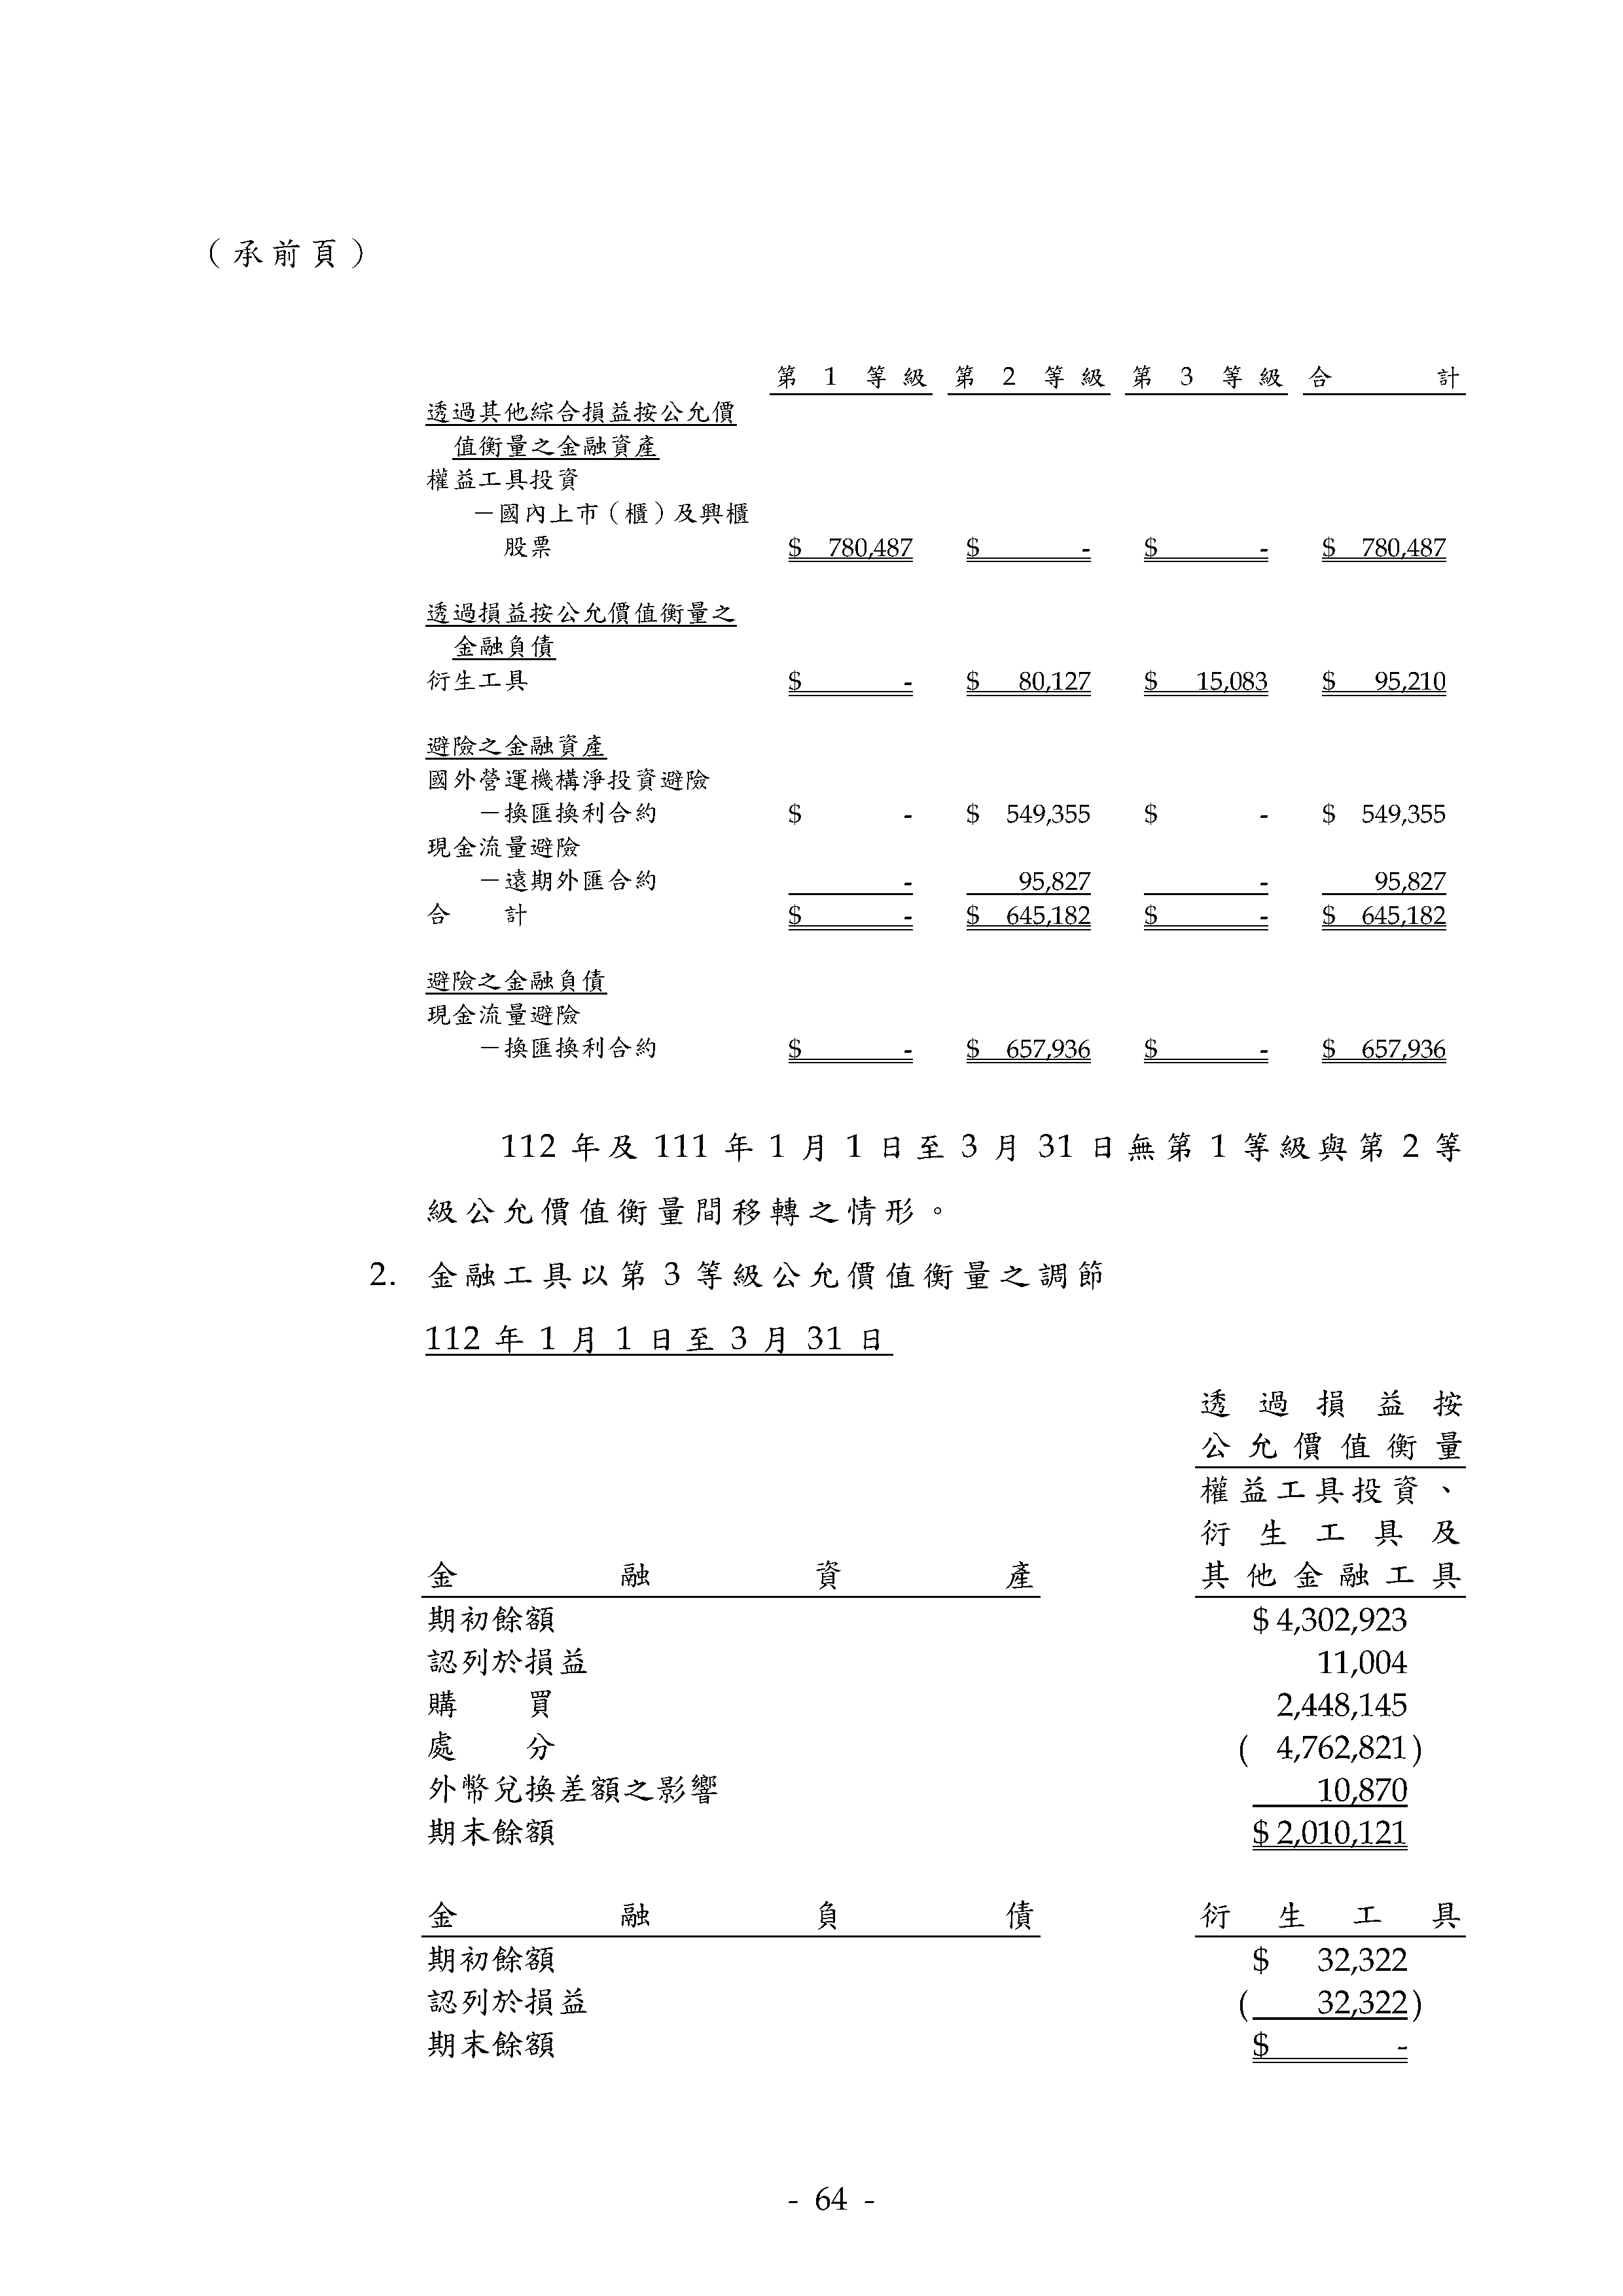 （承前頁）
第 1 等級 第 2 等級 第 3 等級 合計
透過其他綜合損益按公允價
值衡量之金融資產
權益工具投資
－國內上市（櫃）及興櫃
股票 $ 780,487 $ - $ - $ 780,487
透過損益按公允價值衡量之
金融負債
衍生工具 $ - $ 80,127 $ 15,083 $ 95,210
避險之金融資產
國外營運機構淨投資避險
－換匯換利合約 $ - $ 549,355 $ - $ 549,355
現金流量避險
－遠期外匯合約 - 95,827 - 95,827
合計 $ - $ 645,182 $ - $ 645,182
避險之金融負債
現金流量避險
－換匯換利合約 $ - $ 657,936 $ - $ 657,936
112 年及 111 年 1 月 1 日至 3 月 31 日無第 1 等級與第 2 等
級公允價值衡量間移轉之情形。
2. 金融工具以第 3 等級公允價值衡量之調節
112 年 1 月 1 日至 3 月 31 日
透過損益按
公允價值衡量
權益工具投資、
衍生工具及
金融資產 其他金融工具
期初餘額 $ 4,302,923
認列於損益 11,004
購買 2,448,145
處分 ( 4,762,821)
外幣兌換差額之影響 10,870
期末餘額 $ 2,010,121
金融負債 衍生工具
期初餘額 $ 32,322
認列於損益 ( 32,322)
期末餘額 $ -
- 64 -